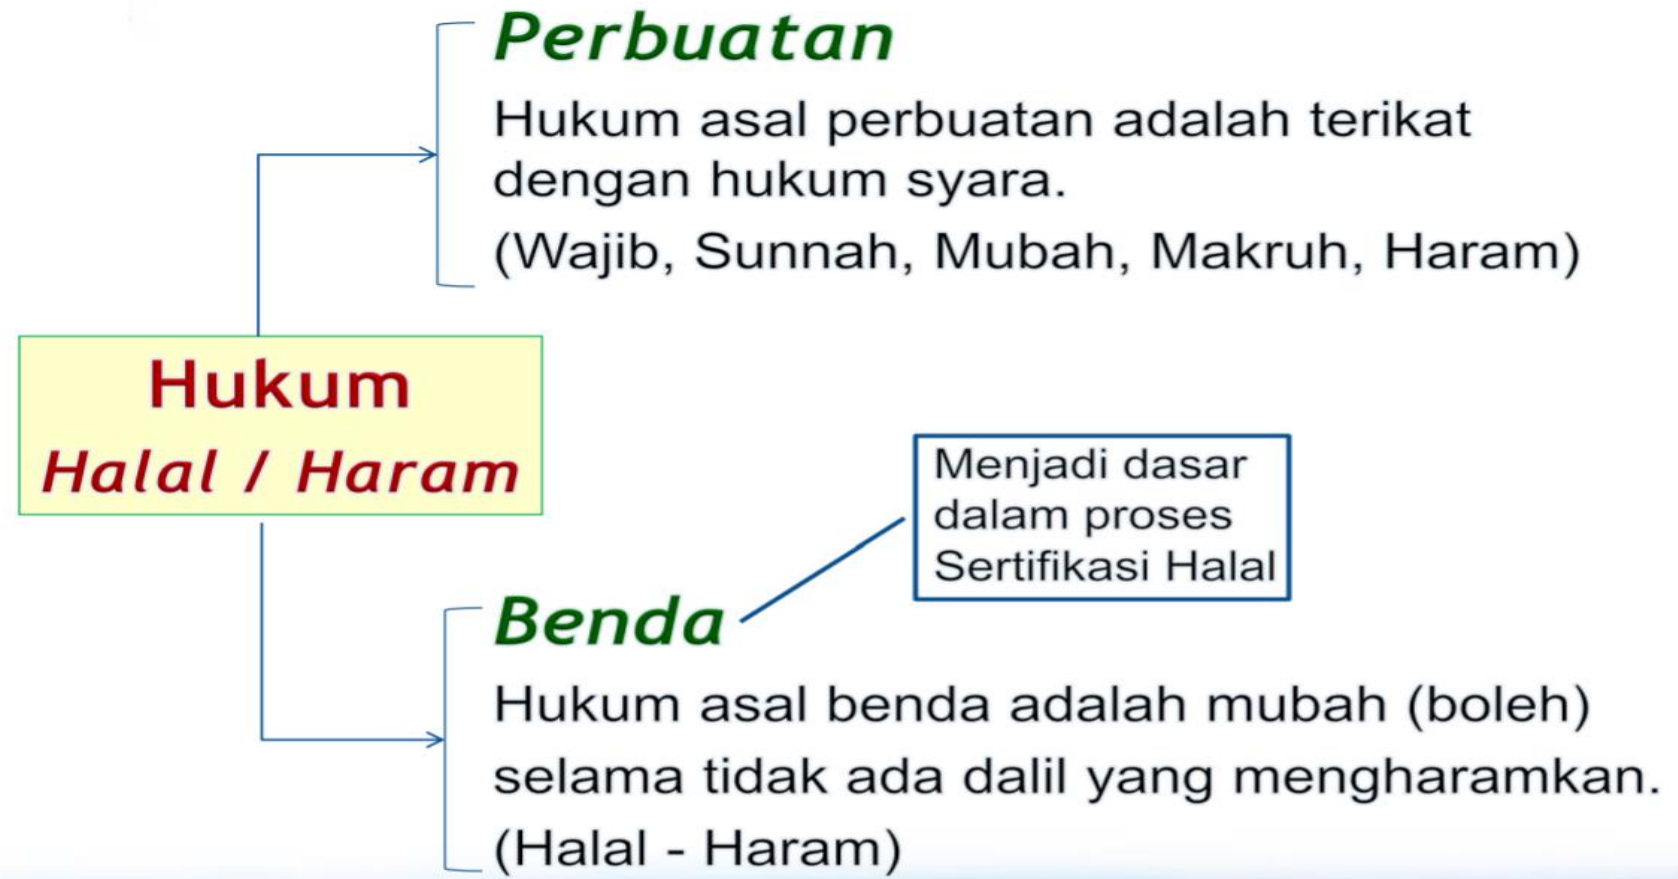 Perbuatan
Hukum asal perbuatan adalah terikat
dengan hukum syara.
(Wajib, Sunnah, Mubah, Makruh, Haram)
Hukum
Halal / Haram
Menjadi dasar
dalam proses
Sertifikasi Halal
Benda
Hukum asal benda adalah mubah (boleh)
selama tidak ada dalil yang mengharamkan.
(Halal - Haram)